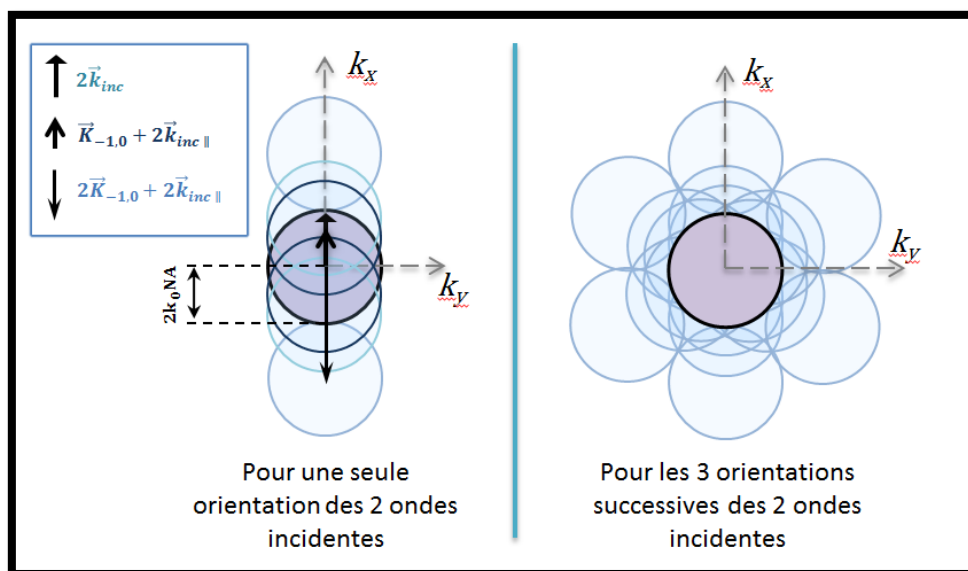 2k⃗inc
K⃗₋₁,₀ + 2k⃗inc ∥
2K⃗₋₁,₀ + 2k⃗inc ∥
kx
ky
2k₀NA
Pour une seule
orientation des 2 ondes
incidentes
kx
ky
Pour les 3 orientations
successives des 2 ondes
incidentes